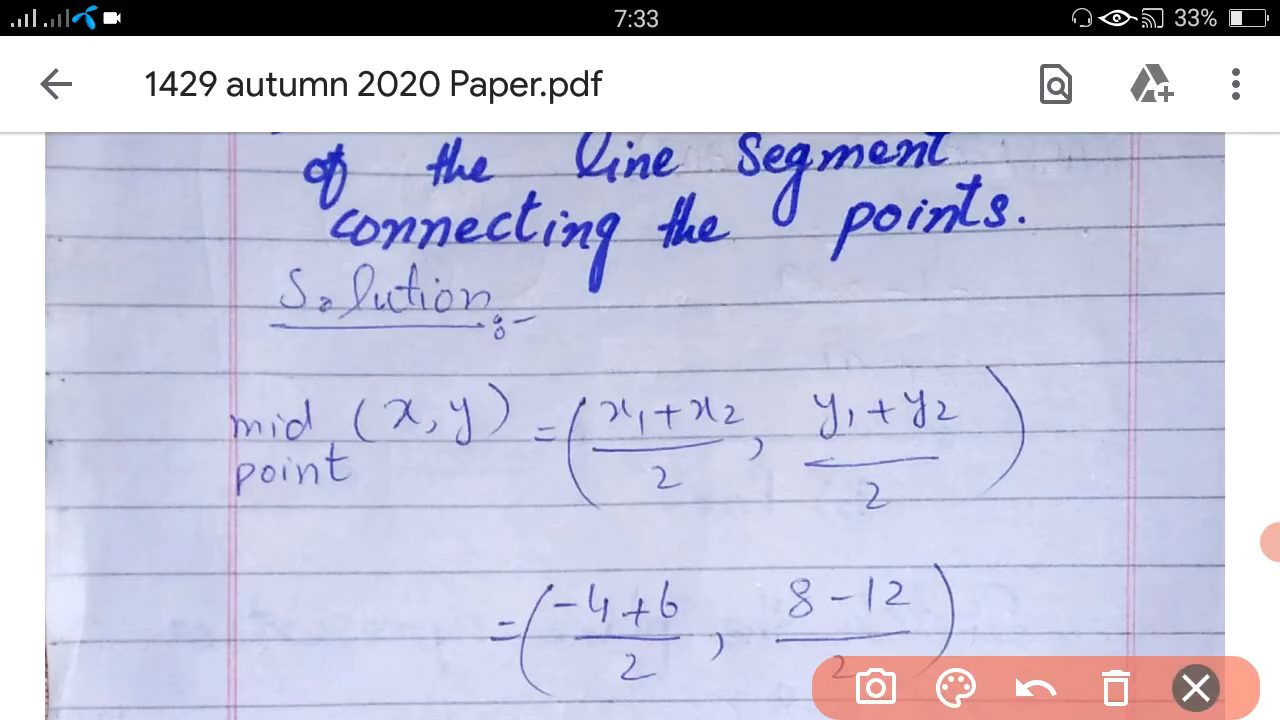 7:33
33%
1429 autumn 2020 Paper.pdf
of the line segment
connecting the points.
Solution:-
mid point (x, y) = (x₁+x₂/2, y₁+y₂/2)
= (-4+6/2, 8-12/2)